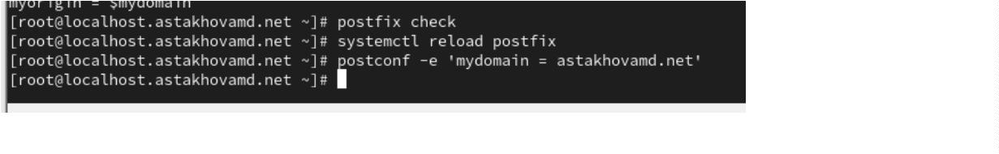 myorigin = $mydomain
[root@localhost.astakhovamd.net ~]# postfix check
[root@localhost.astakhovamd.net ~]# systemctl reload postfix
[root@localhost.astakhovamd.net ~]# postconf -e 'mydomain = astakhovamd.net'
[root@localhost.astakhovamd.net ~]#